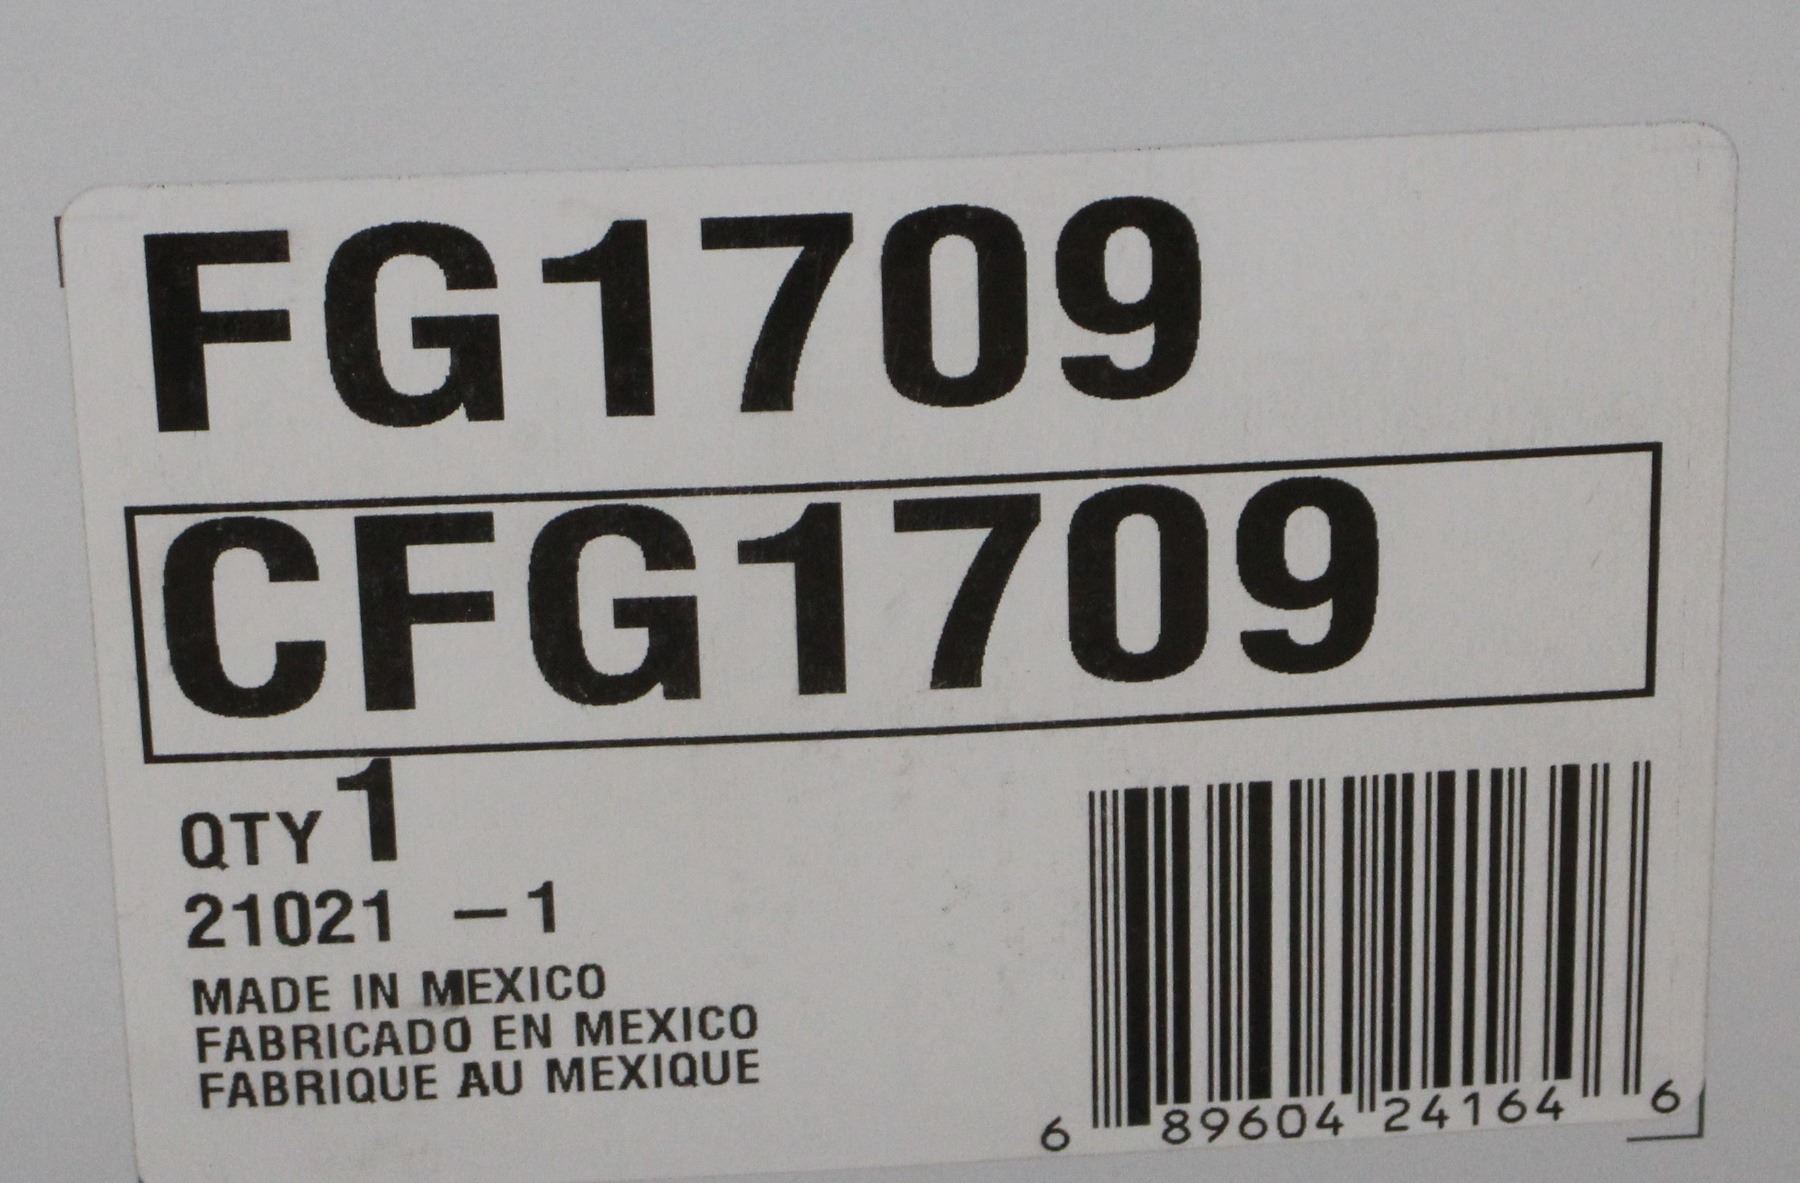 FG1709
CFG1709
QTY 1
21021 -1
MADE IN MEXICO
FABRICADO EN MEXICO
FABRIQUE AU MEXIQUE
6 89604 24164 6